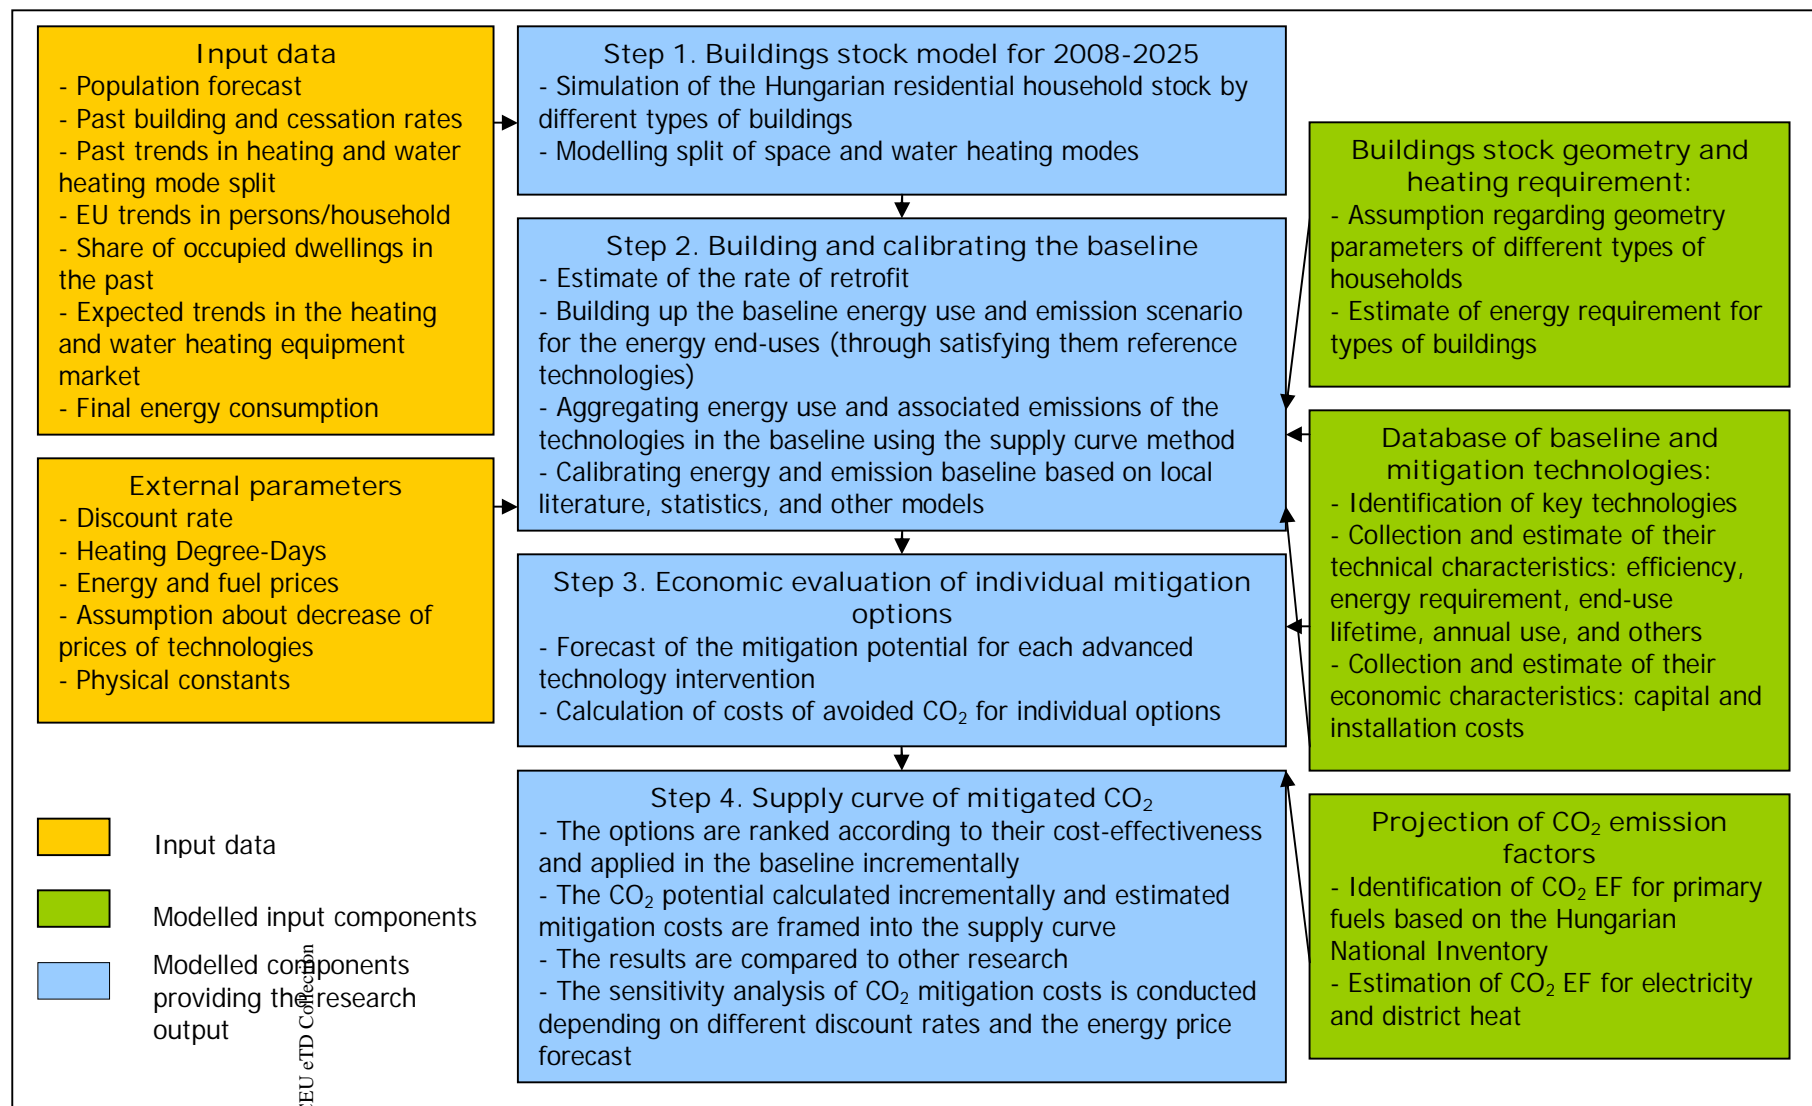 Input data
- Population forecast
- Past building and cessation rates
- Past trends in heating and water
heating mode split
- EU trends in persons/household
- Share of occupied dwellings in
the past
- Expected trends in the heating
and water heating equipment
market
- Final energy consumption
External parameters
- Discount rate
- Heating Degree-Days
- Energy and fuel prices
- Assumption about decrease of
prices of technologies
- Physical constants
Step 1. Buildings stock model for 2008-2025
- Simulation of the Hungarian residential household stock by
different types of buildings
- Modelling split of space and water heating modes
Step 2. Building and calibrating the baseline
- Estimate of the rate of retrofit
- Building up the baseline energy use and emission scenario
for the energy end-uses (through satisfying them reference
technologies)
- Aggregating energy use and associated emissions of the
technologies in the baseline using the supply curve method
- Calibrating energy and emission baseline based on local
literature, statistics, and other models
Step 3. Economic evaluation of individual mitigation
options
- Forecast of the mitigation potential for each advanced
technology intervention
- Calculation of costs of avoided CO₂ for individual options
Step 4. Supply curve of mitigated CO₂
- The options are ranked according to their cost-effectiveness
and applied in the baseline incrementally
- The CO₂ potential calculated incrementally and estimated
mitigation costs are framed into the supply curve
- The results are compared to other research
- The sensitivity analysis of CO₂ mitigation costs is conducted
depending on different discount rates and the energy price
forecast
Buildings stock geometry and
heating requirement:
- Assumption regarding geometry
parameters of different types of
households
- Estimate of energy requirement for
types of buildings
Database of baseline and
mitigation technologies:
- Identification of key technologies
- Collection and estimate of their
technical characteristics: efficiency,
energy requirement, end-use
lifetime, annual use, and others
- Collection and estimate of their
economic characteristics: capital and
installation costs
Projection of CO₂ emission
factors
- Identification of CO₂ EF for primary
fuels based on the Hungarian
National Inventory
- Estimation of CO₂ EF for electricity
and district heat
Input data
Modelled input components
Modelled components
providing the research
output
CEU eTD Collection